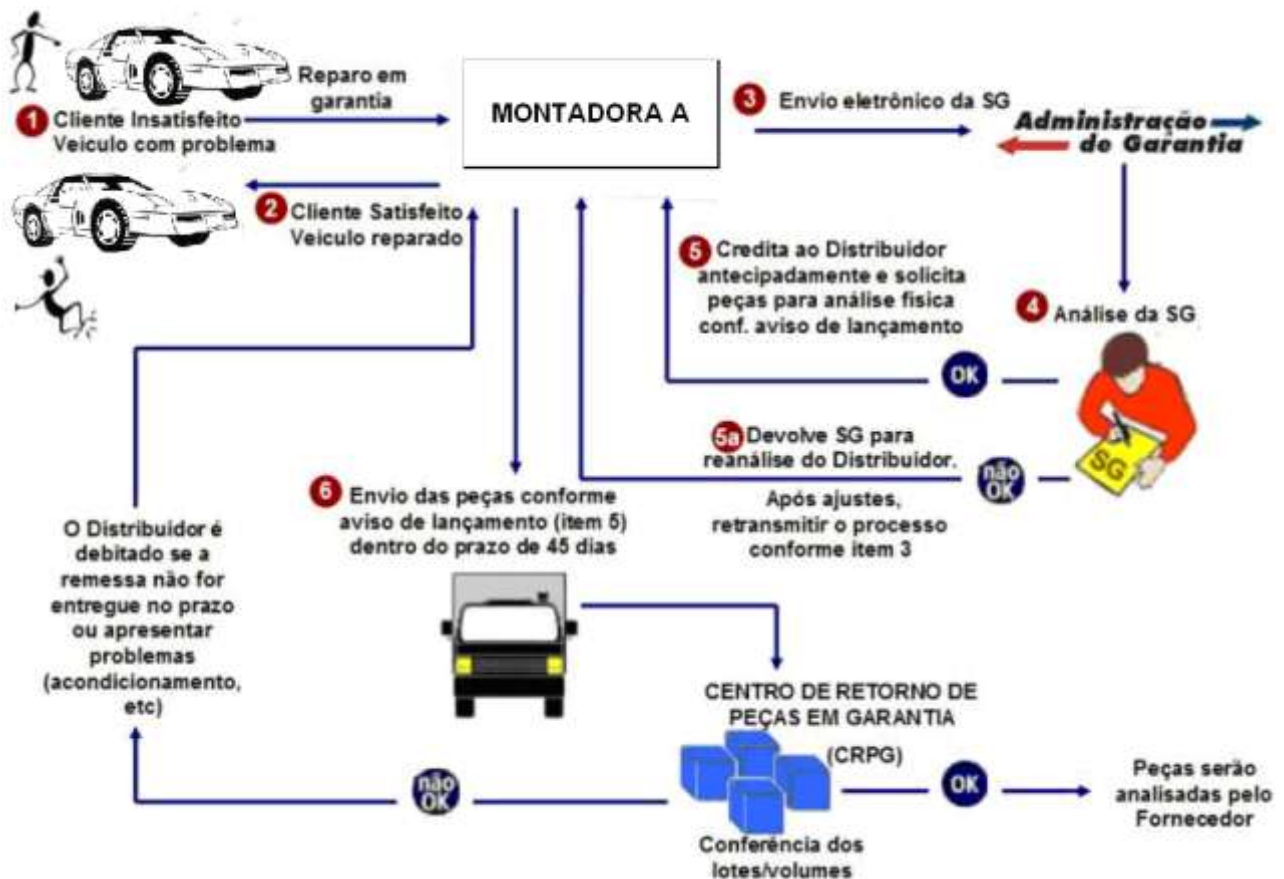 Reparo em
garantia
1 Cliente Insatisfeito
Veículo com problema
MONTADORA A
3 Envio eletrônico da SG
Administração
de Garantia
2 Cliente Satisfeito
Veiculo reparado
5 Credita ao Distribuidor
antecipadamente e solicita
peças para análise física
conf. aviso de lançamento
4 Análise da SG
OK
SG
5a Devolve SG para
reanálise do Distribuidor.
não
OK
Após ajustes,
retransmitir o processo
conforme item 3
6 Envio das peças conforme
aviso de lançamento (item 5)
dentro do prazo de 45 dias
O Distribuidor é
debitado se a
remessa não for
entregue no prazo
ou apresentar
problemas
(acondicionamento,
etc)
CENTRO DE RETORNO DE
PEÇAS EM GARANTIA
(CRPG)
não
OK
OK
Peças serão
analisadas pelo
Fornecedor
Conferência dos
lotes/volumes